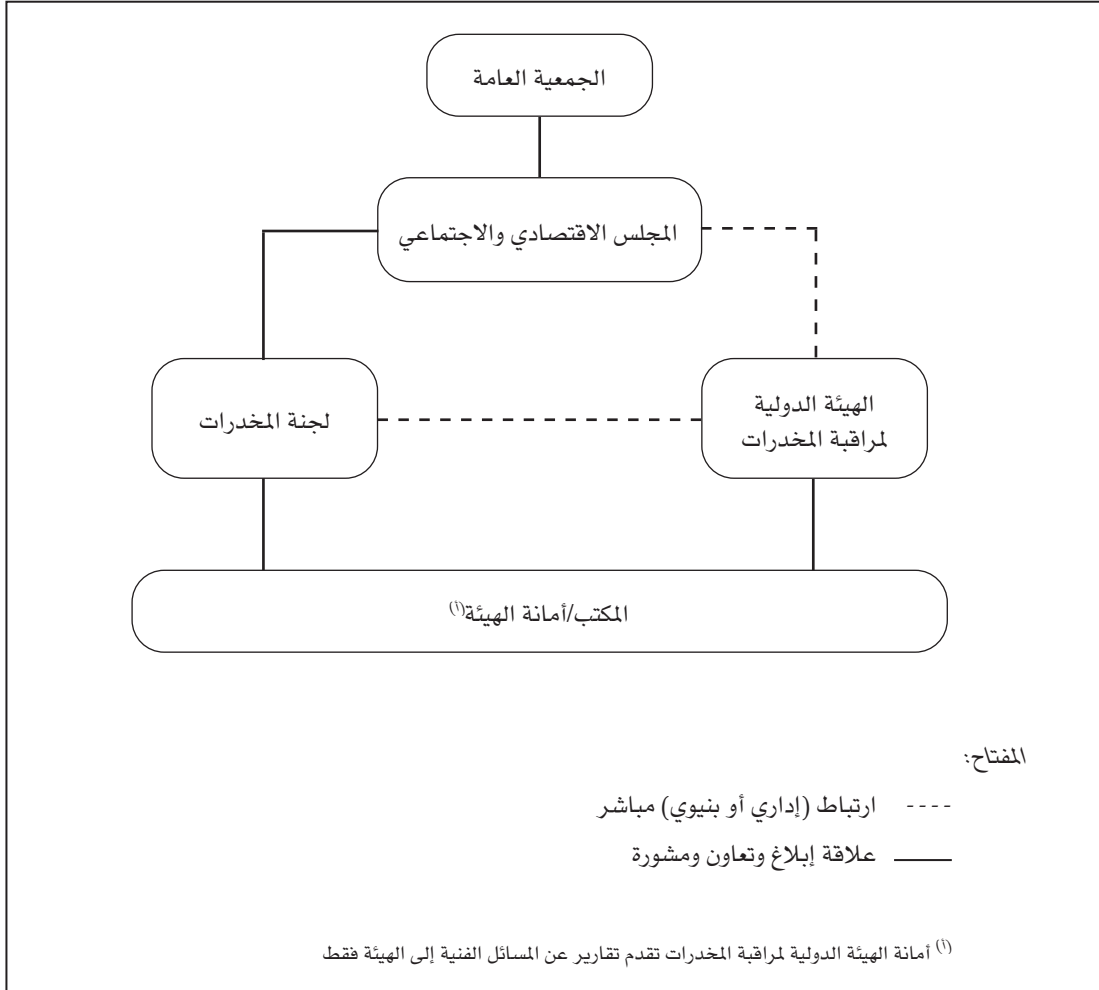 الجمعية العامة
المجلس الاقتصادي والاجتماعي
الهيئة الدولية
لمراقبة المخدرات
لجنة المخدرات
المكتب/أمانة الهيئة(أ)
المفتاح:
---- ارتباط (إداري أو بنيوي) مباشر
علاقة إبلاغ وتعاون ومشورة
(أ) أمانة الهيئة الدولية لمراقبة المخدرات تقدم تقارير عن المسائل الفنية إلى الهيئة فقط